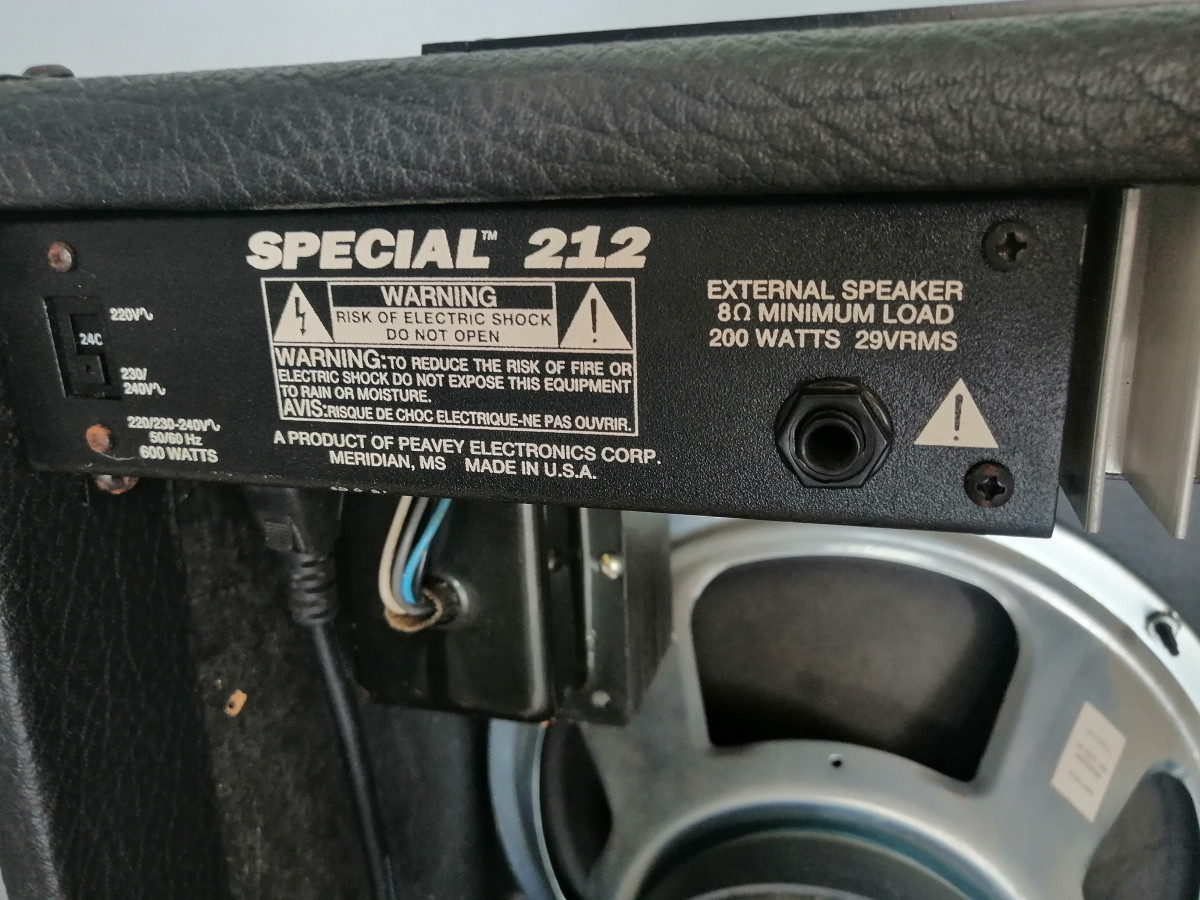 SPECIAL™ 212
220V∿
24C
230/
240V∿
220/230-240V∿
50/60 Hz
600 WATTS
WARNING
RISK OF ELECTRIC SHOCK
DO NOT OPEN
WARNING: TO REDUCE THE RISK OF FIRE OR
ELECTRIC SHOCK DO NOT EXPOSE THIS EQUIPMENT
TO RAIN OR MOISTURE.
AVIS: RISQUE DE CHOC ELECTRIQUE-NE PAS OUVRIR.
A PRODUCT OF PEAVEY ELECTRONICS CORP.
MERIDIAN, MS MADE IN U.S.A.
EXTERNAL SPEAKER
8Ω MINIMUM LOAD
200 WATTS 29VRMS